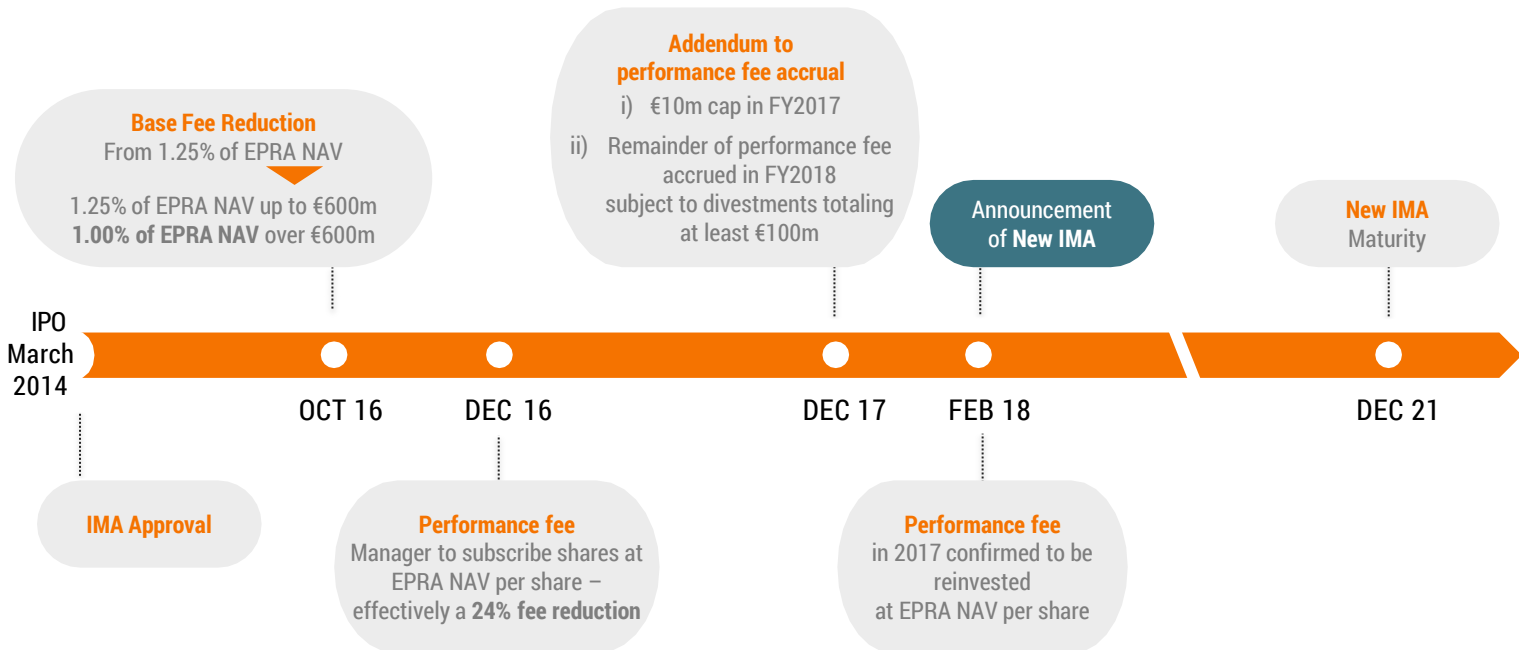 Base Fee Reduction
From 1.25% of EPRA NAV
1.25% of EPRA NAV up to €600m
1.00% of EPRA NAV over €600m
Addendum to
performance fee accrual
i) €10m cap in FY2017
ii) Remainder of performance fee
accrued in FY2018
subject to divestments totaling
at least €100m
Announcement
of New IMA
New IMA
Maturity
IPO
March
2014
OCT 16
DEC 16
DEC 17
FEB 18
DEC 21
IMA Approval
Performance fee
Manager to subscribe shares at
EPRA NAV per share –
effectively a 24% fee reduction
Performance fee
in 2017 confirmed to be
reinvested
at EPRA NAV per share